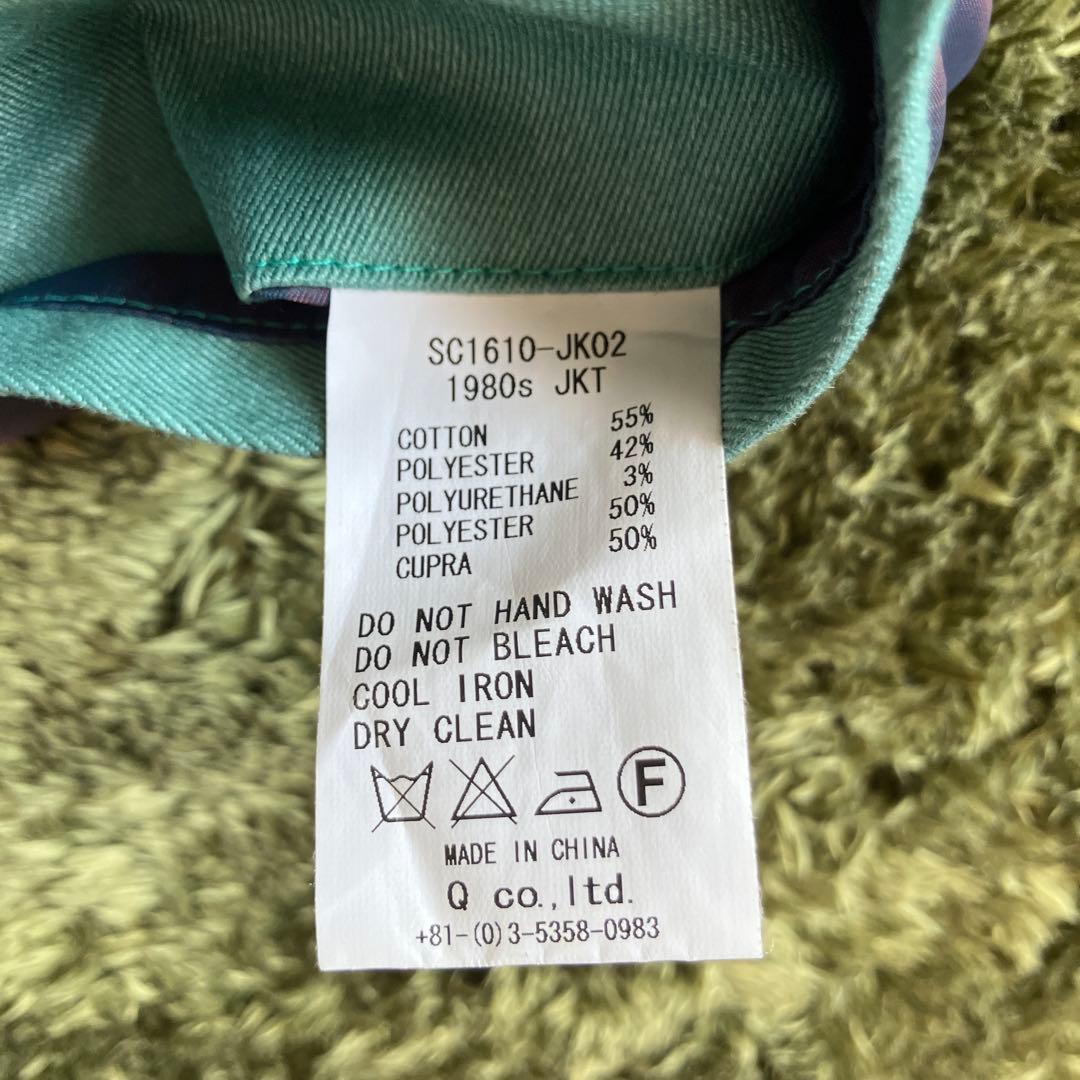 SC1610-JK02
1980s JKT
COTTON 55%
POLYESTER 42%
POLYURETHANE 3%
POLYESTER 50%
CUPRA 50%
DO NOT HAND WASH
DO NOT BLEACH
COOL IRON
DRY CLEAN
F
MADE IN CHINA
Q co.,ltd.
+81-(0)3-5358-0983